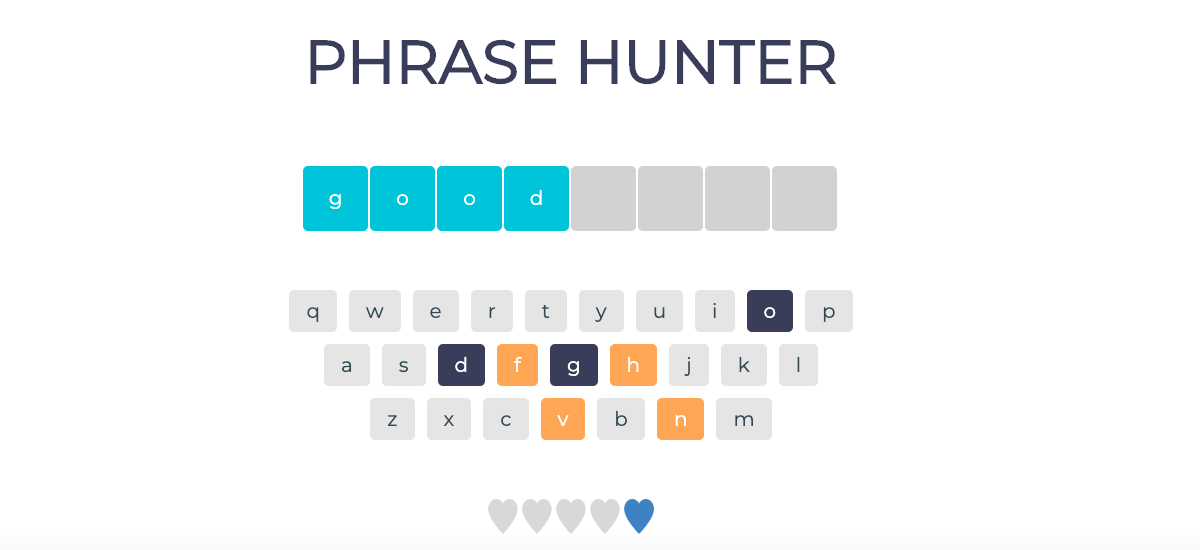 PHRASE HUNTER
g o o d
q w e r t y u i o p
a s d f g h j k l
z x c v b n m